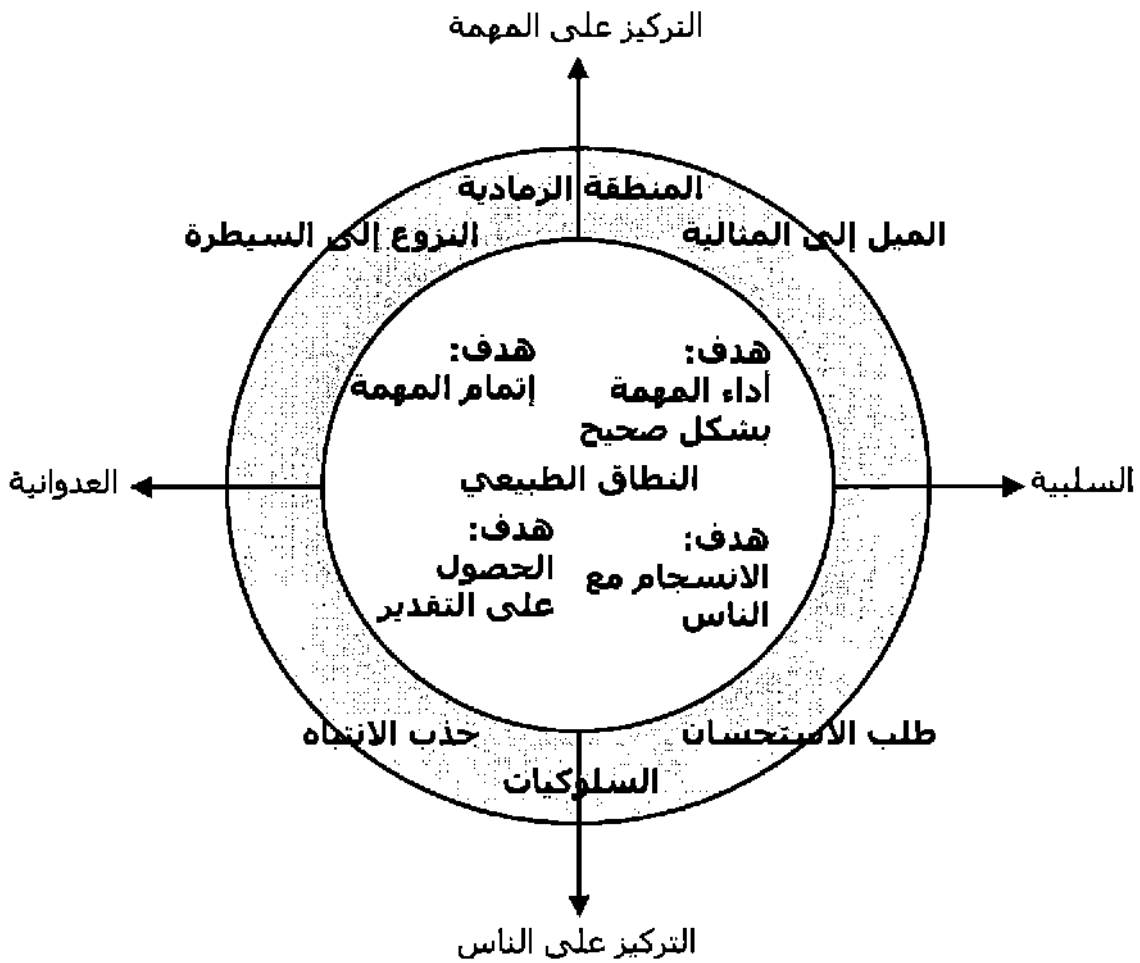 التركيز على المهمة
المنطقة الرمادية
الميل إلى المثالية
النزوع إلى السيطرة
هدف:
أداء المهمة
بشكل صحيح
هدف:
إتمام المهمة
النطاق الطبيعي
السلبية
العدوانية
هدف:
الانسجام مع
الناس
هدف:
الحصول
على التقدير
طلب الاستحسان
جذب الانتباه
السلوكيات
التركيز على الناس